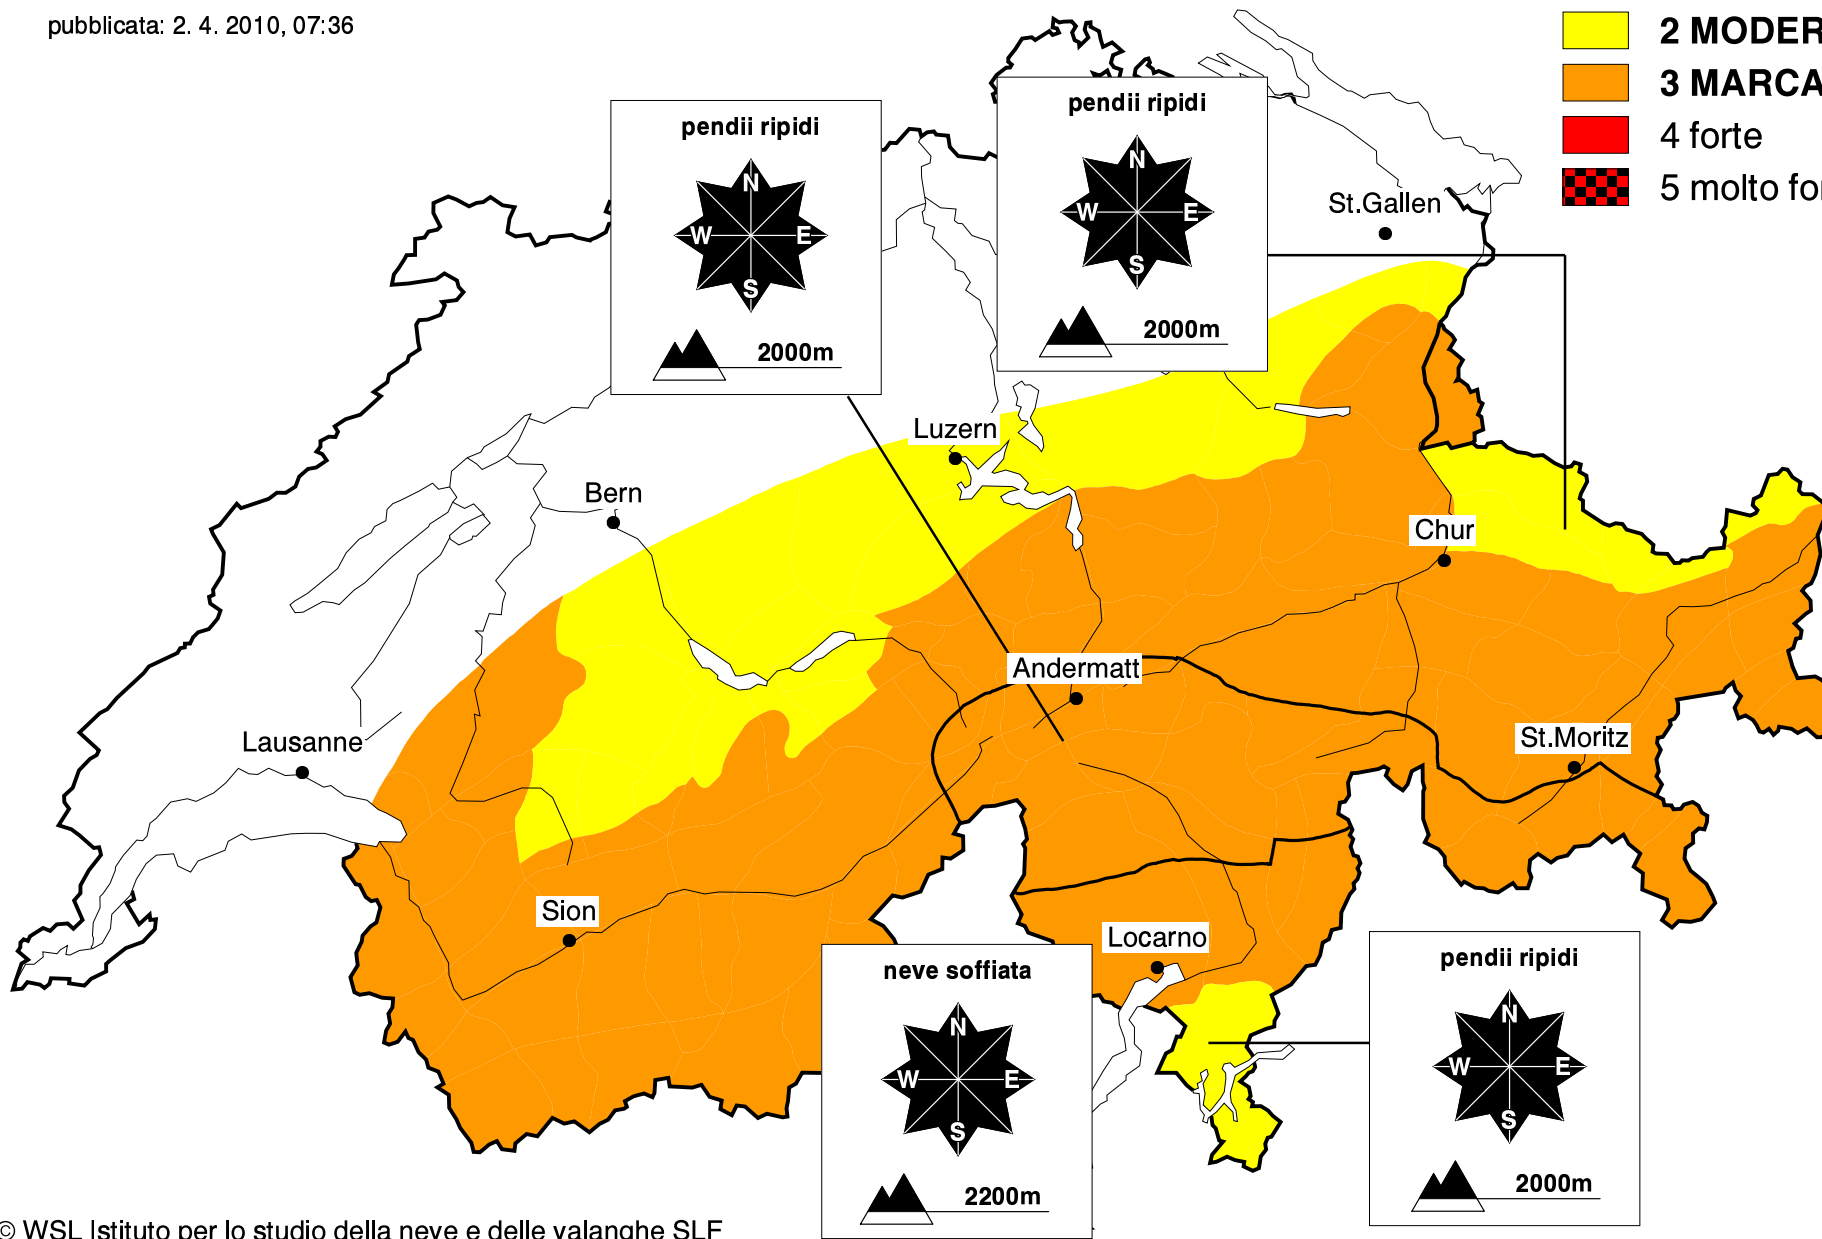 pubblicata: 2. 4. 2010, 07:36
2 MODER
3 MARCA
4 forte
5 molto for
pendii ripidi
N
W E
S
2000m
pendii ripidi
N
W E
S
2000m
St.Gallen
Luzern
Bern
Chur
Andermatt
Lausanne
St.Moritz
Sion
Locarno
neve soffiata
N
W E
S
2200m
pendii ripidi
N
W E
S
2000m
© WSL Istituto per lo studio della neve e delle valanghe SLF